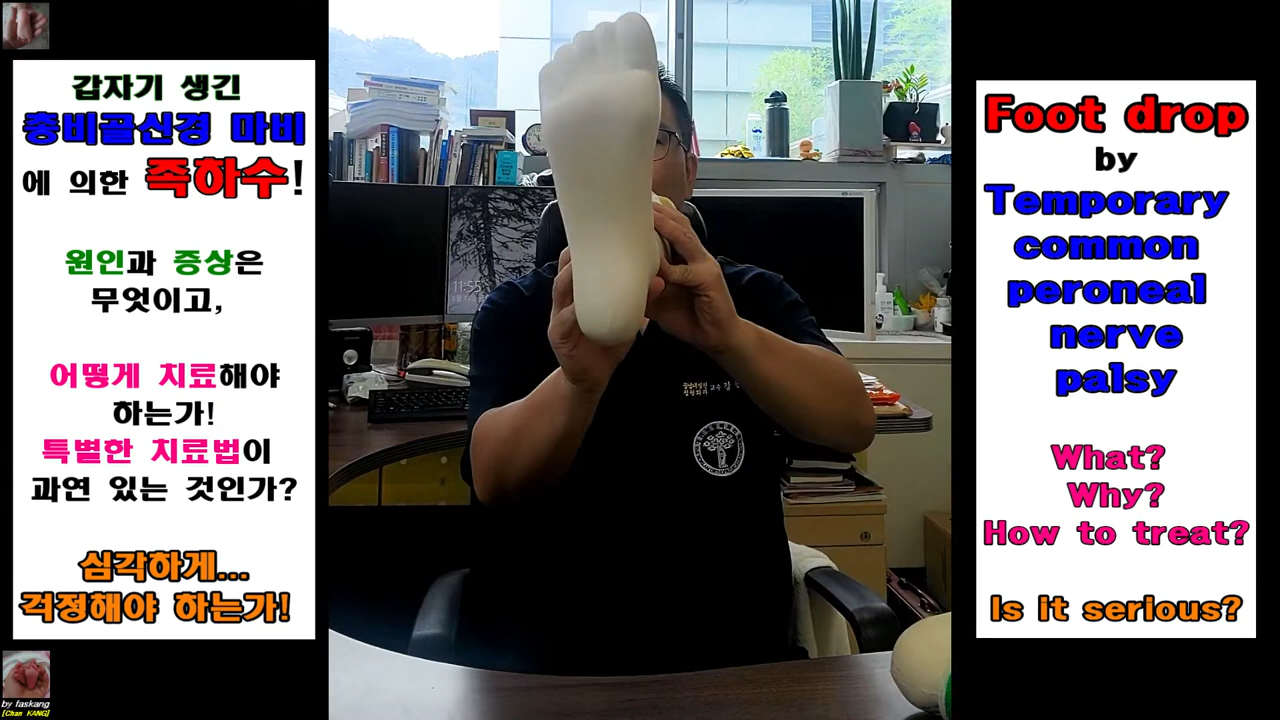 갑자기 생긴
총비골신경 마비
에 의한 족하수!
원인과 증상은
무엇이고,
어떻게 치료해야
하는가!
특별한 치료법이
과연 있는 것인가?
심각하게...
걱정해야 하는가!
by faskang
[Chan KANG]
11:55
Foot drop
by
Temporary
common
peroneal
nerve
palsy
What?
Why?
How to treat?
Is it serious?